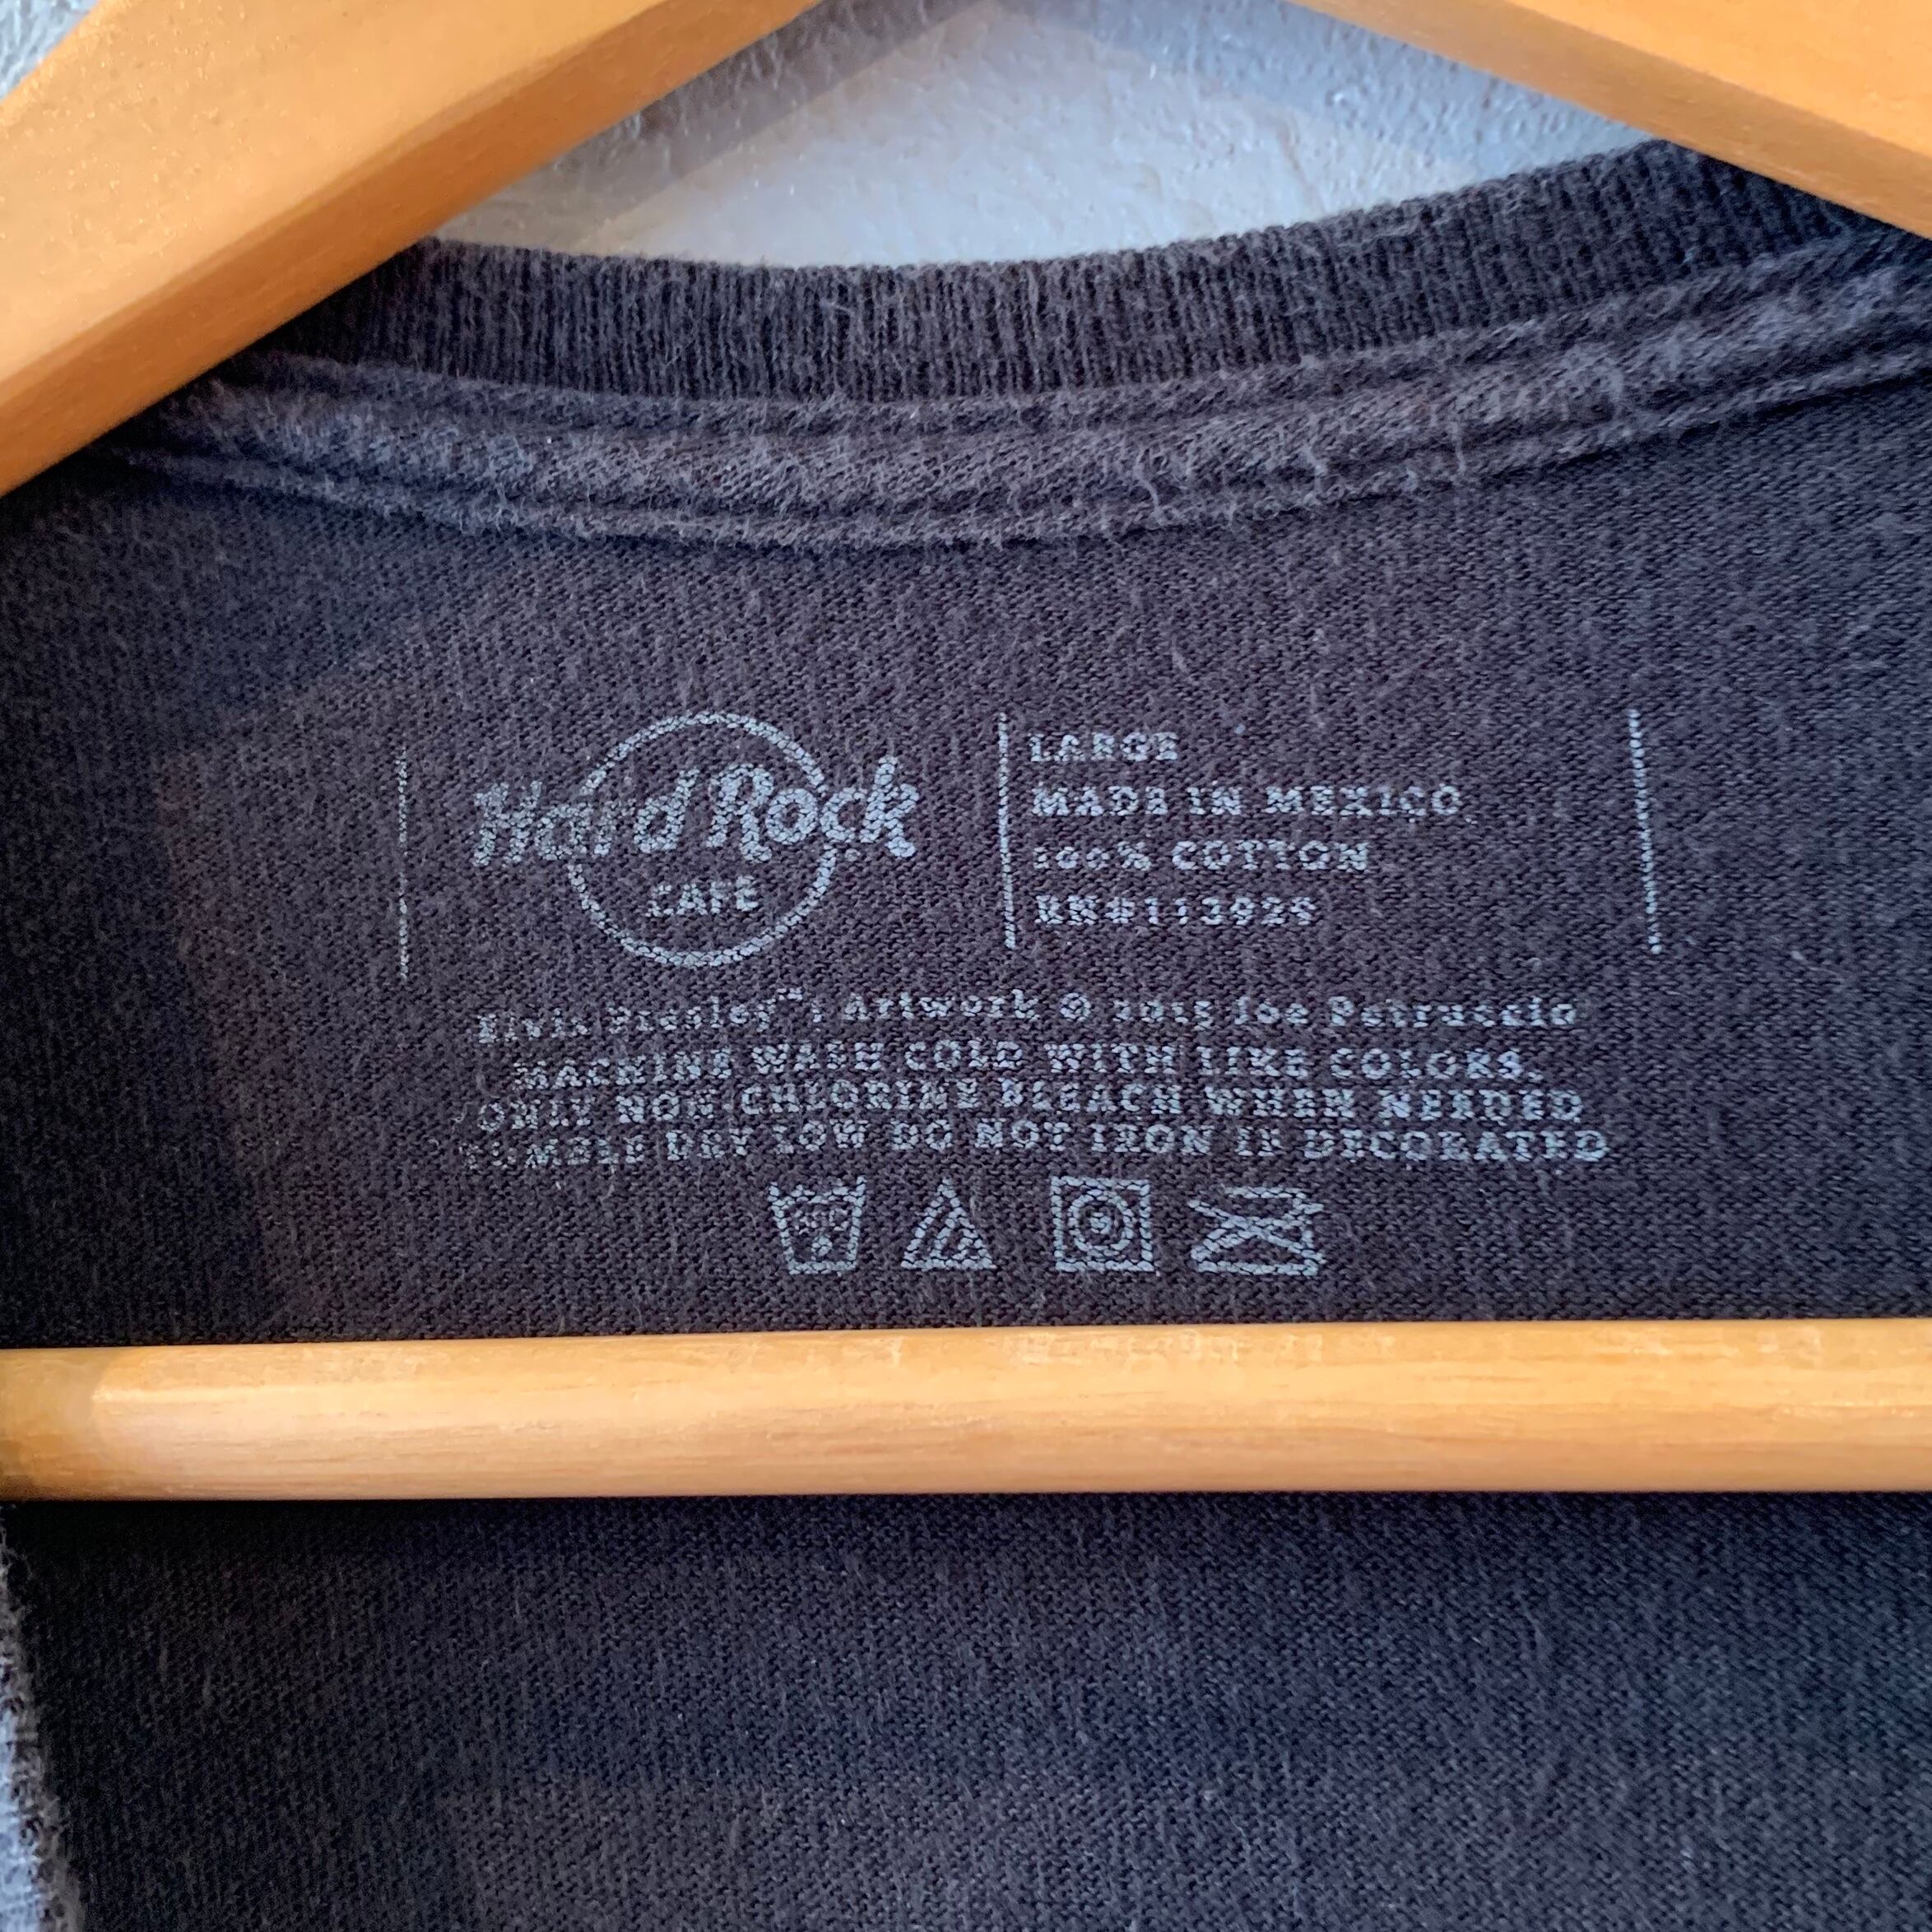 Hard Rock
CAFE
LARGE
MADE IN MEXICO
100% COTTON
RN#113925
Elvis Presley™; Artwork © 2015 Joe Petruccio
MACHINE WASH COLD WITH LIKE COLORS.
ONLY NON-CHLORINE BLEACH WHEN NEEDED
TUMBLE DRY LOW DO NOT IRON IF DECORATED